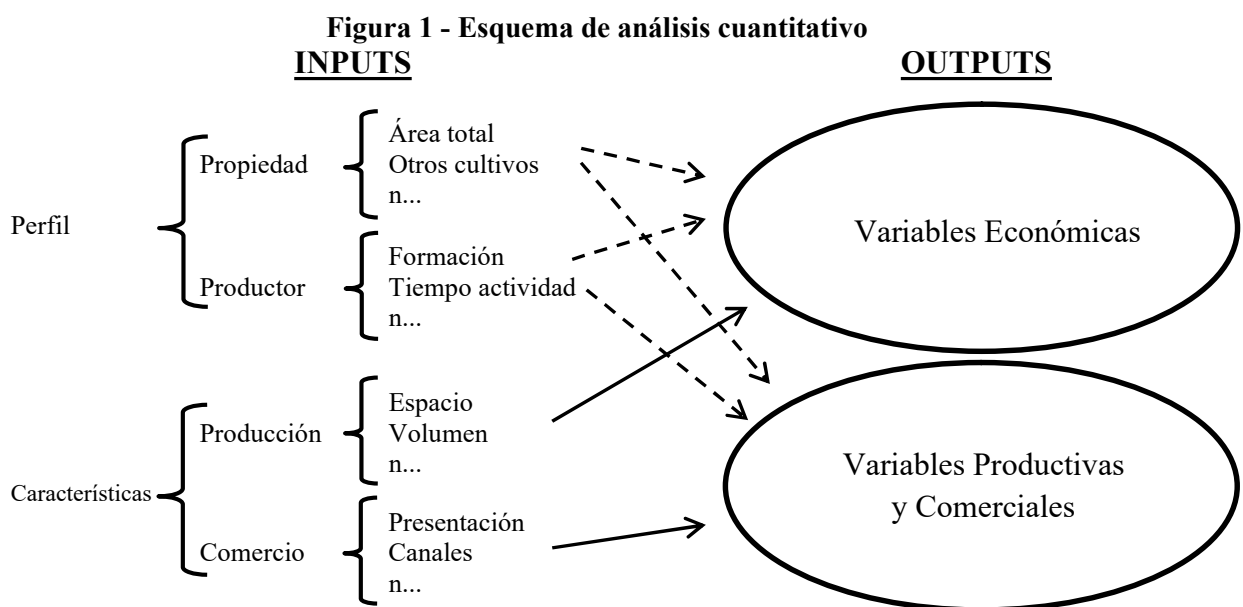 Figura 1 - Esquema de análisis cuantitativo
INPUTS
OUTPUTS
Perfil
Propiedad
Área total
Otros cultivos
n...
Productor
Formación
Tiempo actividad
n...
Característícas
Producción
Espacio
Volumen
n...
Comercio
Presentación
Canales
n...
Variables Económicas
Variables Productivas
y Comerciales